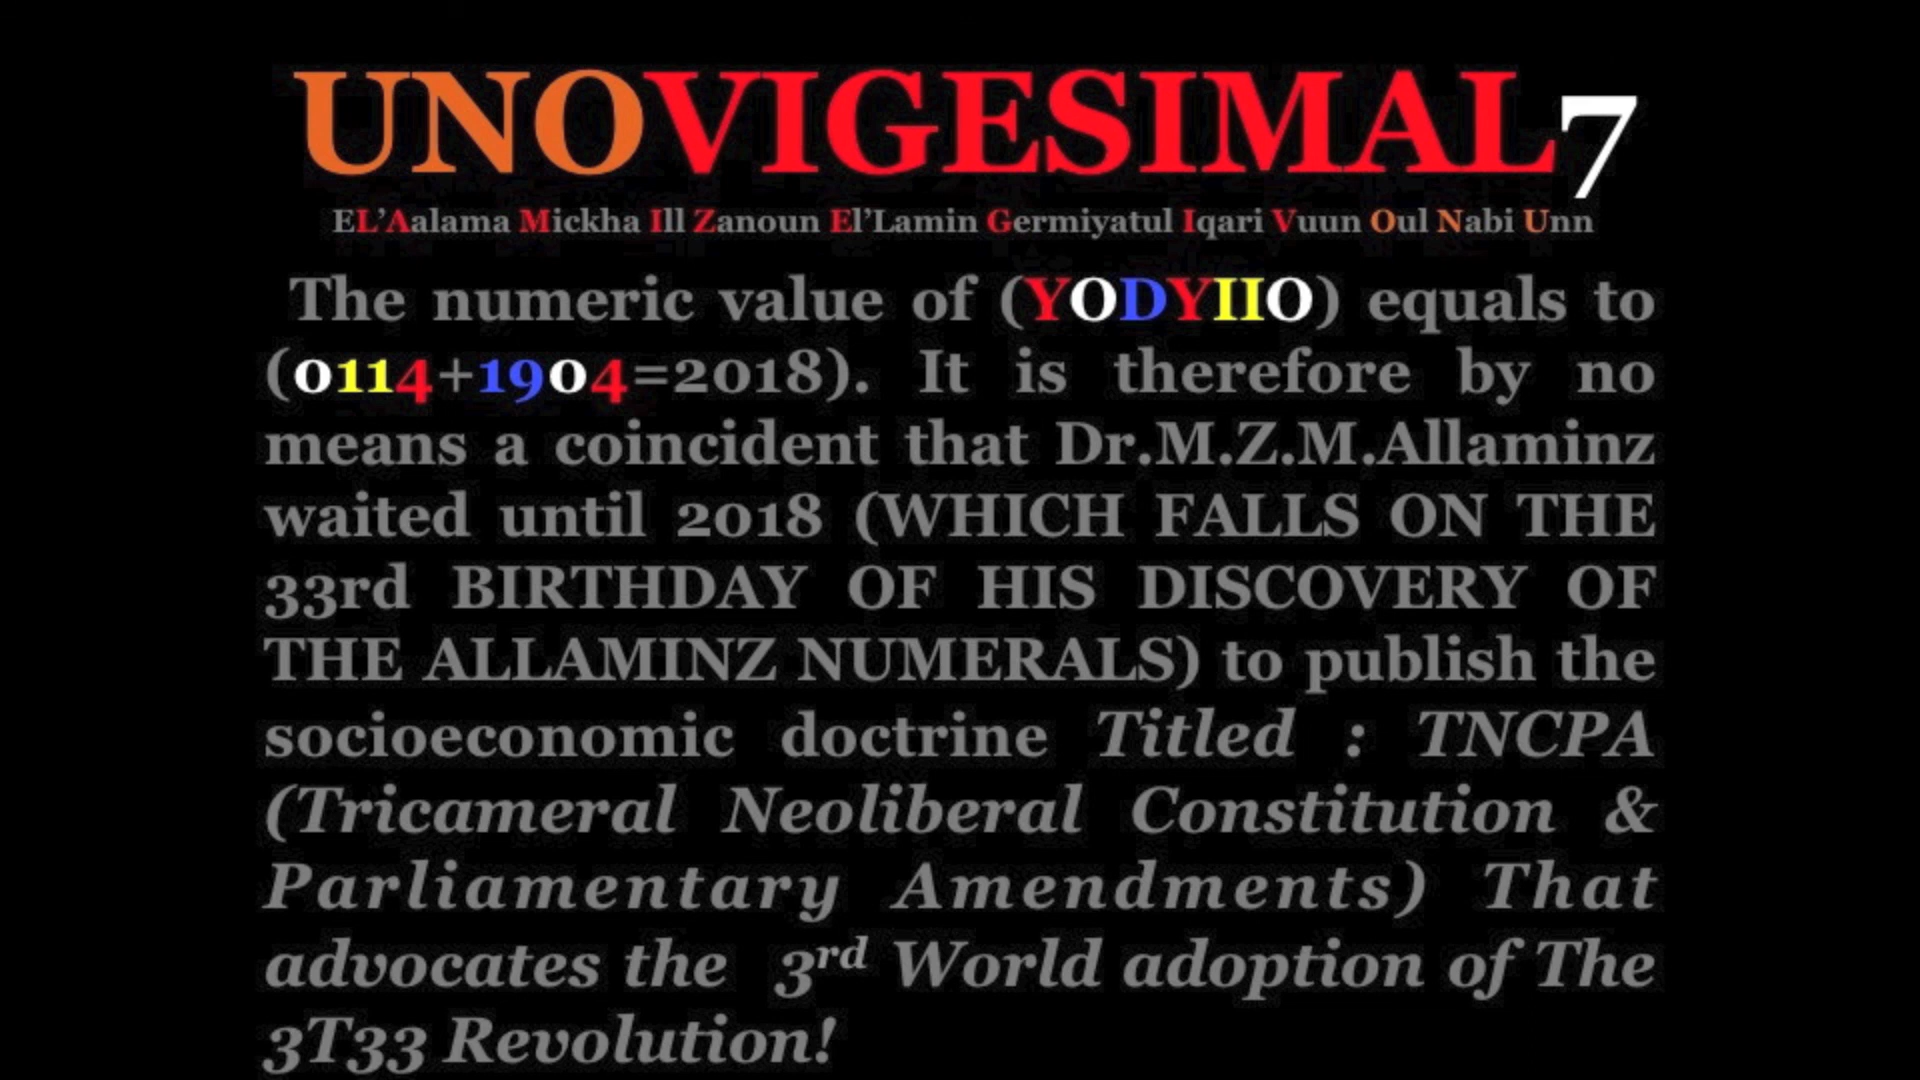 UNOVIGESIMAL7
EL’Aalama Mickha Ill Zanoun El’Lamin Germiyatul Iqari Vuun Oul Nabi Unn
The numeric value of (YODYIIO) equals to
(0114+1904=2018). It is therefore by no
means a coincident that Dr.M.Z.M.Allaminz
waited until 2018 (WHICH FALLS ON THE
33rd BIRTHDAY OF HIS DISCOVERY OF
THE ALLAMINZ NUMERALS) to publish the
socioeconomic doctrine Titled : TNCPA
(Tricameral Neoliberal Constitution &
Parliamentary Amendments) That
advocates the 3rd World adoption of The
3T33 Revolution!